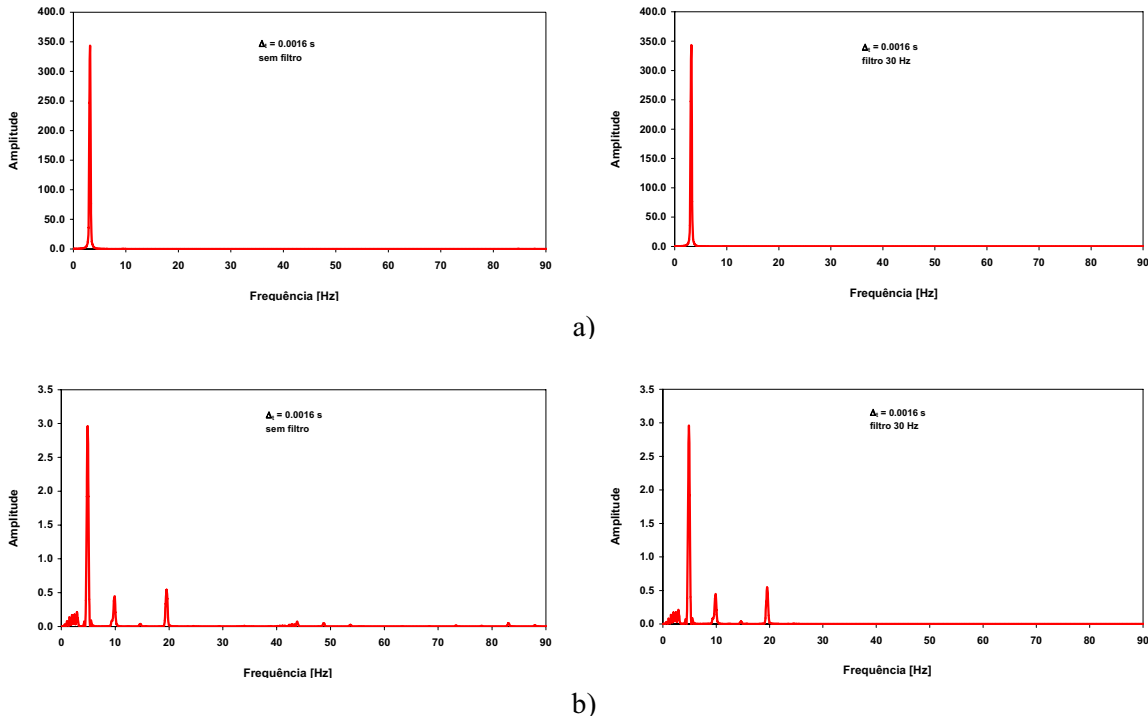 400.0
350.0
300.0
250.0
200.0
150.0
100.0
50.0
0.0
Amplitude
Δt = 0.0016 s
sem filtro
0 10 20 30 40 50 60 70 80 90
Frequência [Hz]
400.0
350.0
300.0
250.0
200.0
150.0
100.0
50.0
0.0
Amplitude
Δt = 0.0016 s
filtro 30 Hz
0 10 20 30 40 50 60 70 80 90
Frequência [Hz]
a)
3.5
3.0
2.5
2.0
1.5
1.0
0.5
0.0
Amplitude
Δt = 0.0016 s
sem filtro
0 10 20 30 40 50 60 70 80 90
Frequência [Hz]
3.5
3.0
2.5
2.0
1.5
1.0
0.5
0.0
Amplitude
Δt = 0.0016 s
filtro 30 Hz
0 10 20 30 40 50 60 70 80 90
Frequência [Hz]
b)